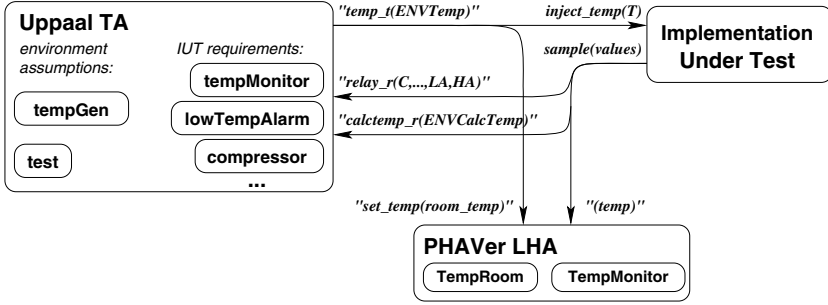 Uppaal TA
environment
assumptions:
IUT requirements:
tempGen
test
tempMonitor
lowTempAlarm
compressor
...
"temp_t(ENVTemp)"
inject_temp(T)
sample(values)
"relay_r(C,...,LA,HA)"
"calctemp_r(ENVCalcTemp)"
Implementation
Under Test
"set_temp(room_temp)"
"(temp)"
PHAVer LHA
TempRoom
TempMonitor